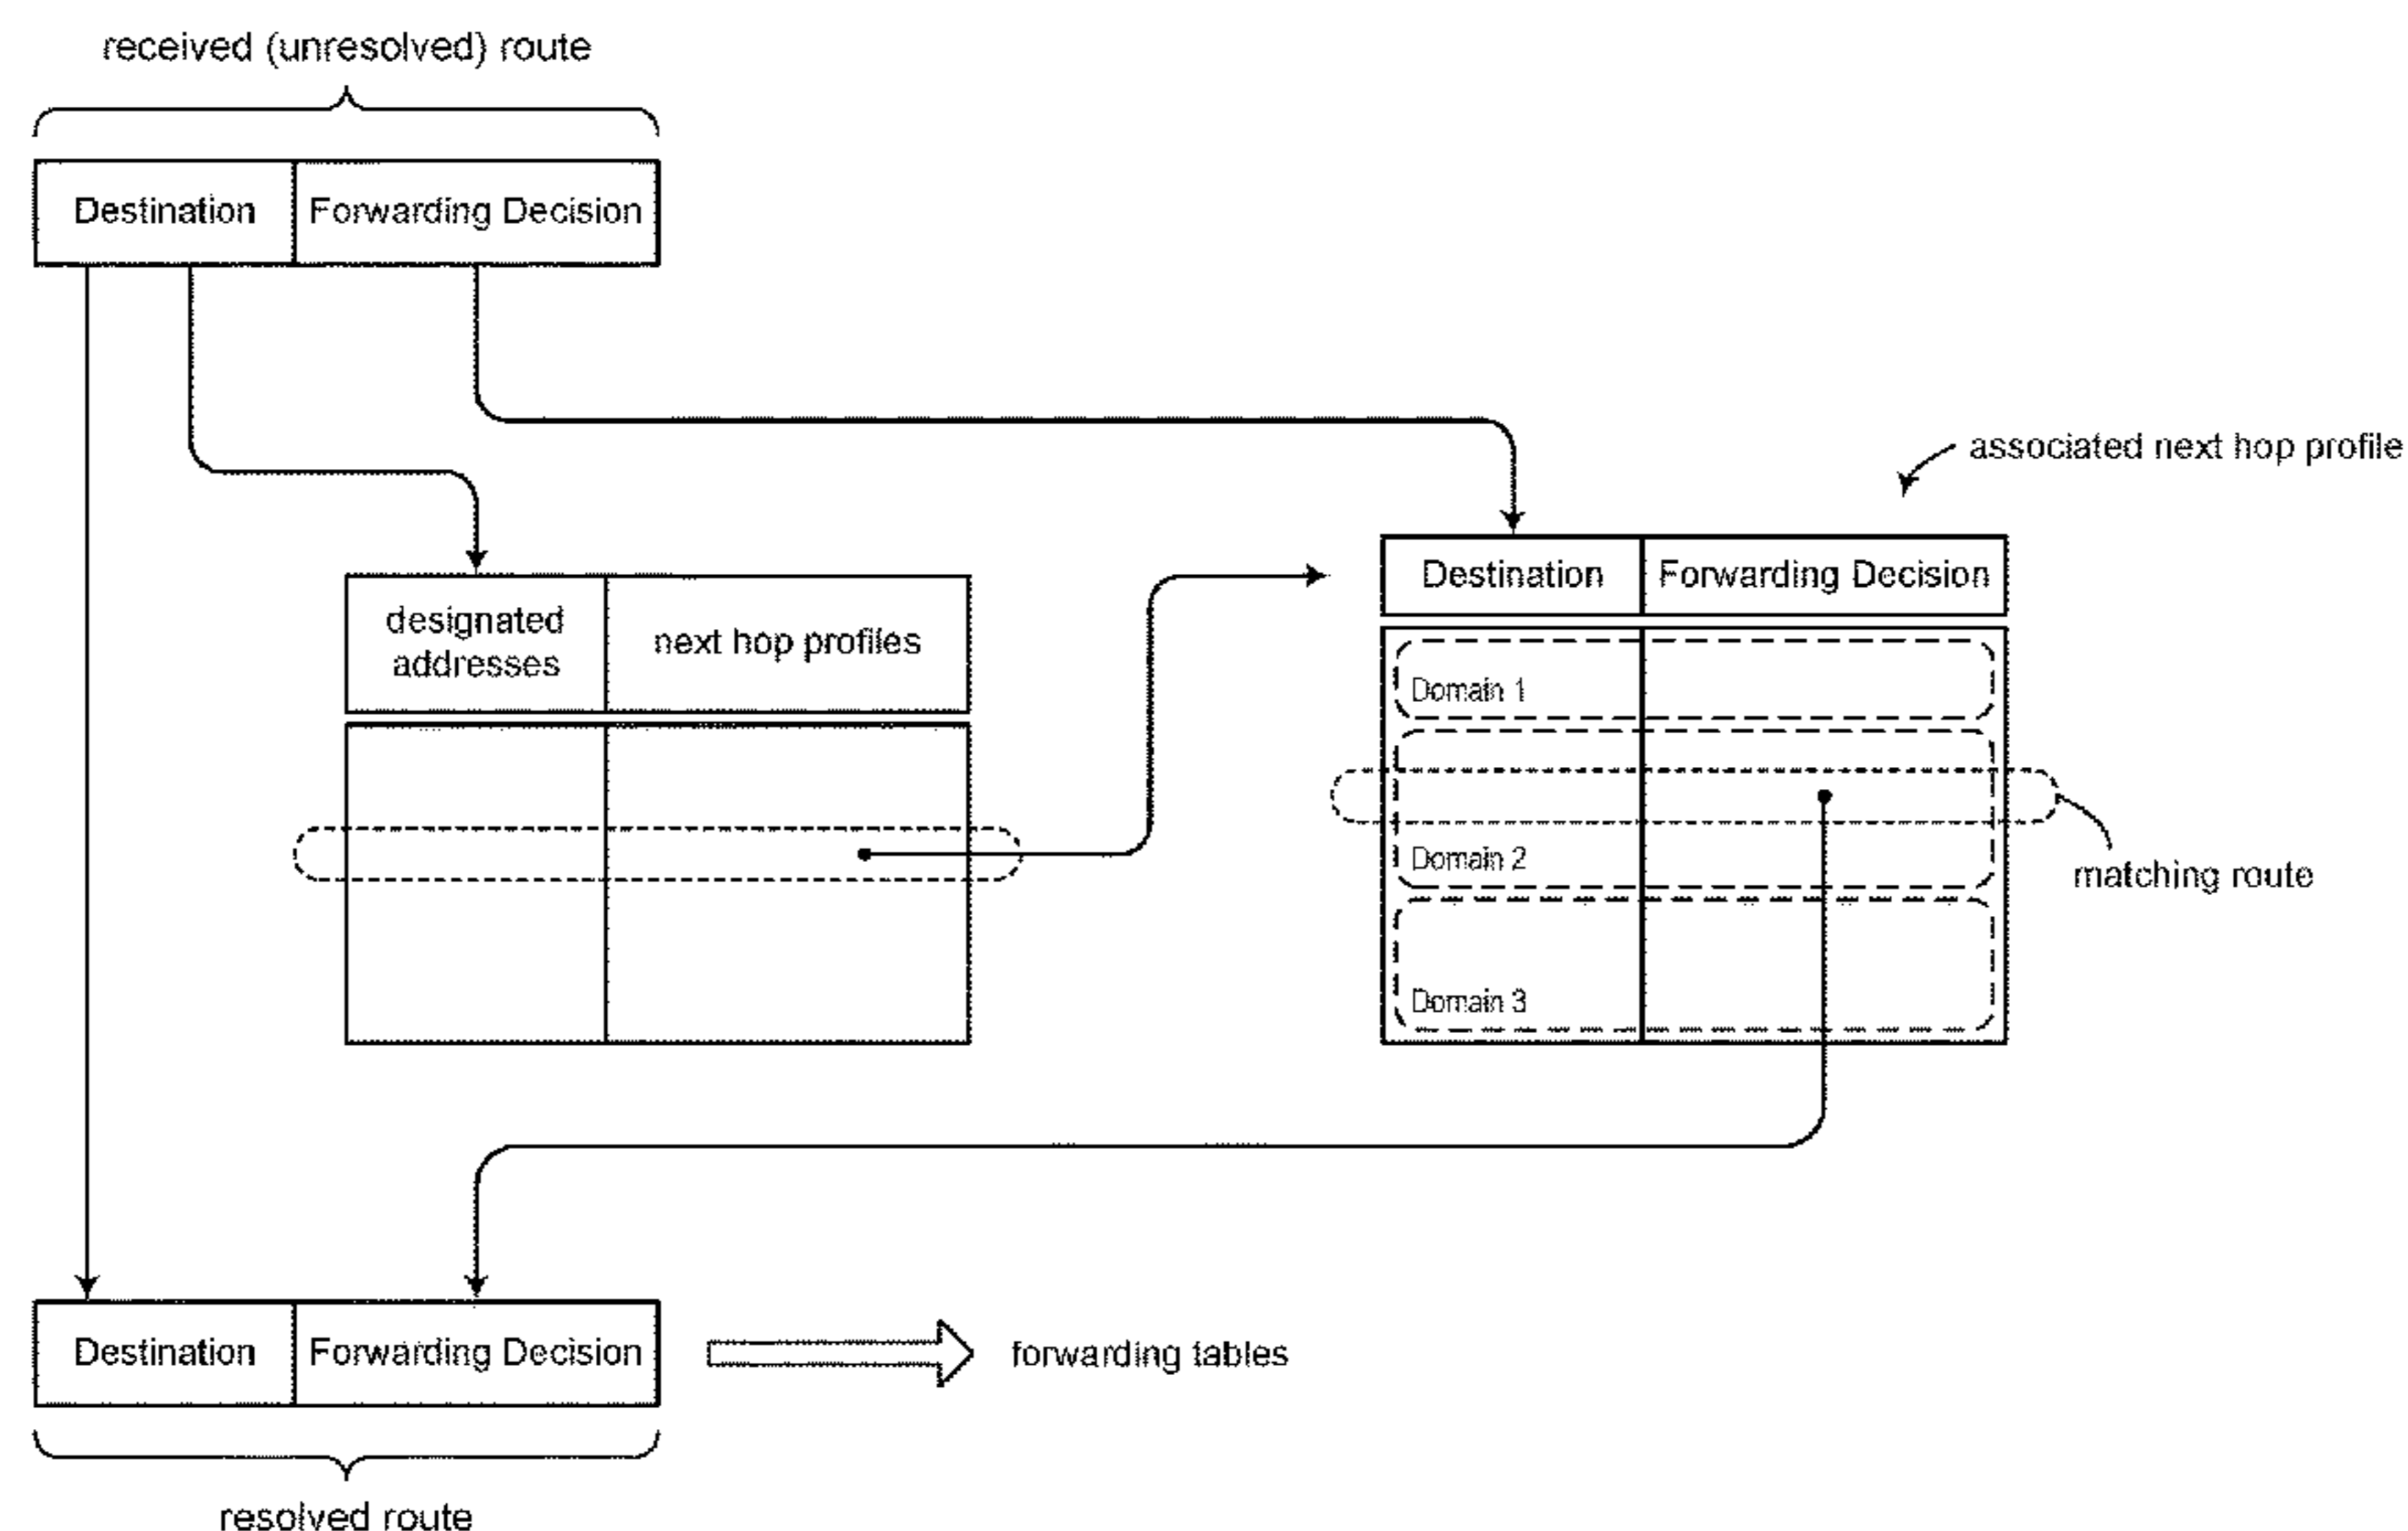 received (unresolved) route
Destination
Forwarding Decision
associated next hop profile
Destination
Forwarding Decision
designated
addresses
next hop profiles
Domain 1
Domain 2
matching route
Domain 3
Destination
Forwarding Decision
forwarding tables
resolved route